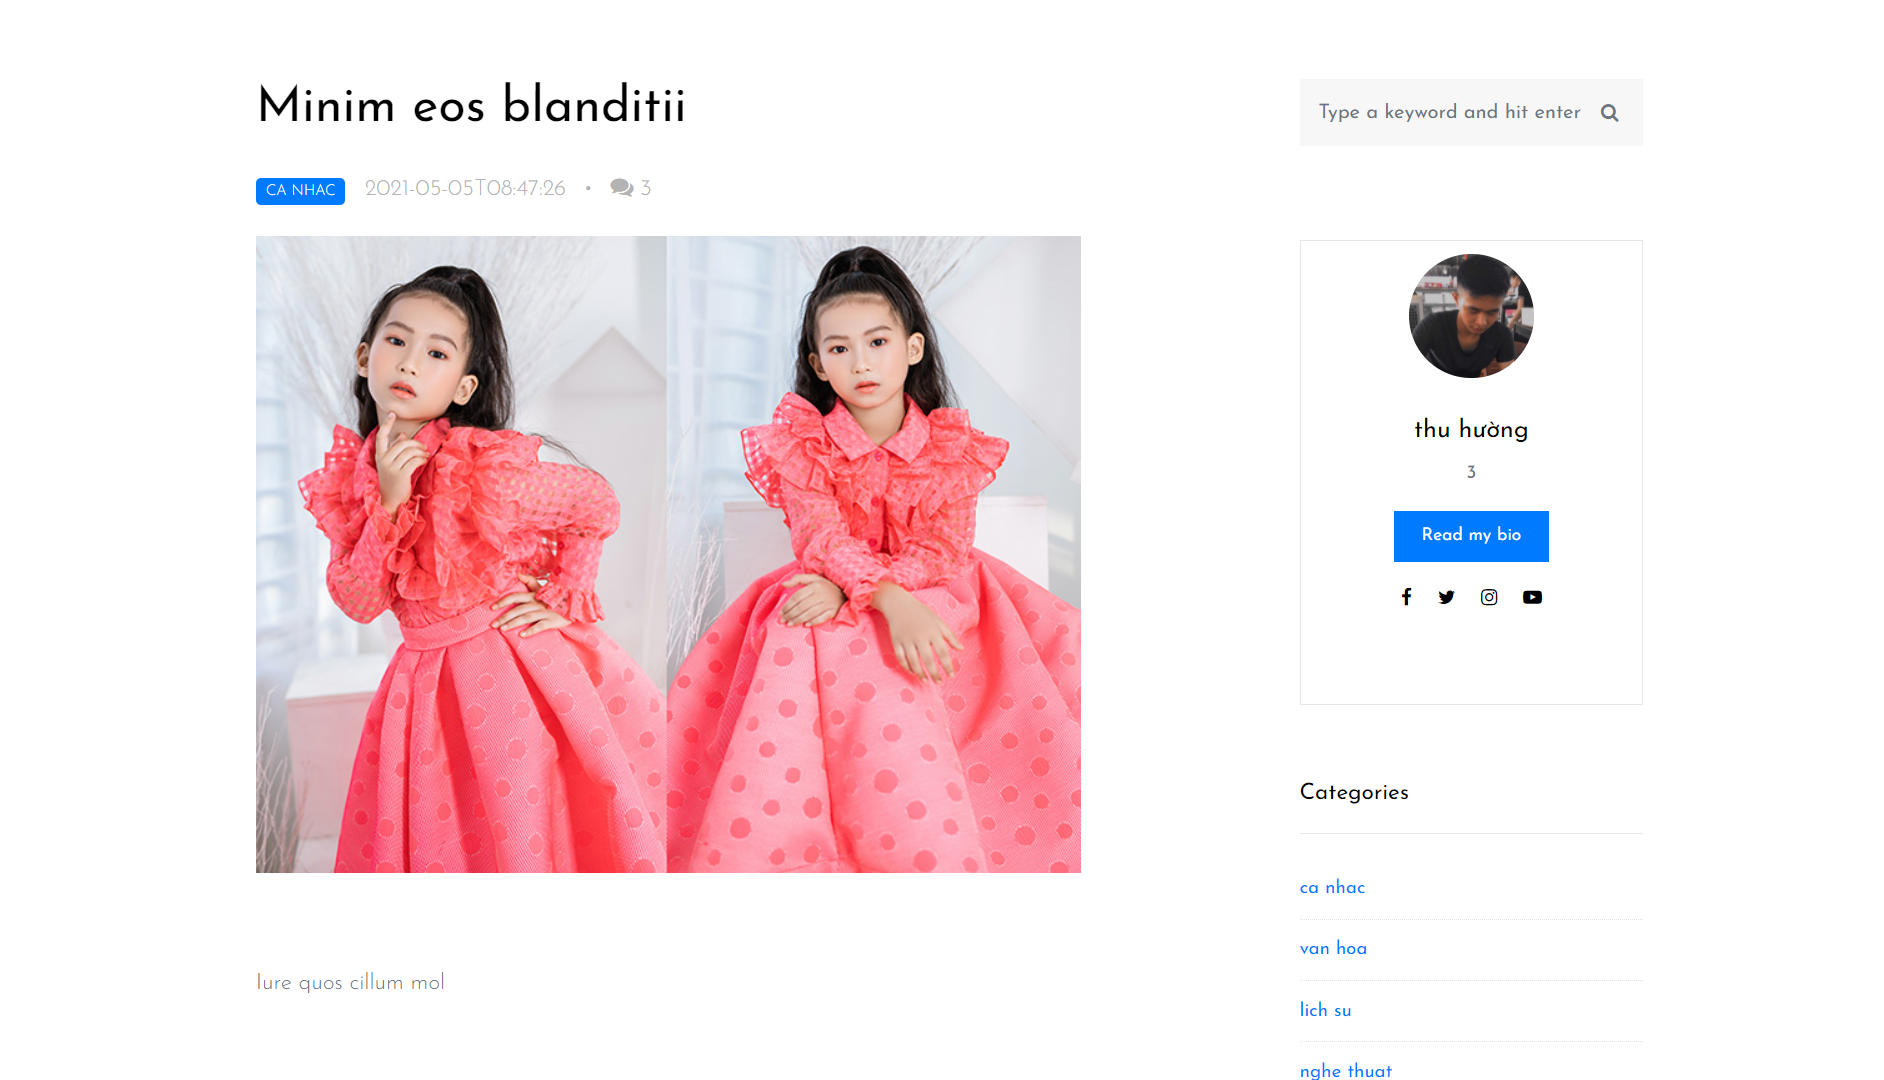 Minim eos blanditii
CA NHAC 2021-05-05T08:47:26 • 3
Iure quos cillum mol
Type a keyword and hit enter
thu hường
3
Read my bio
Categories
ca nhac
van hoa
lich su
nghe thuat